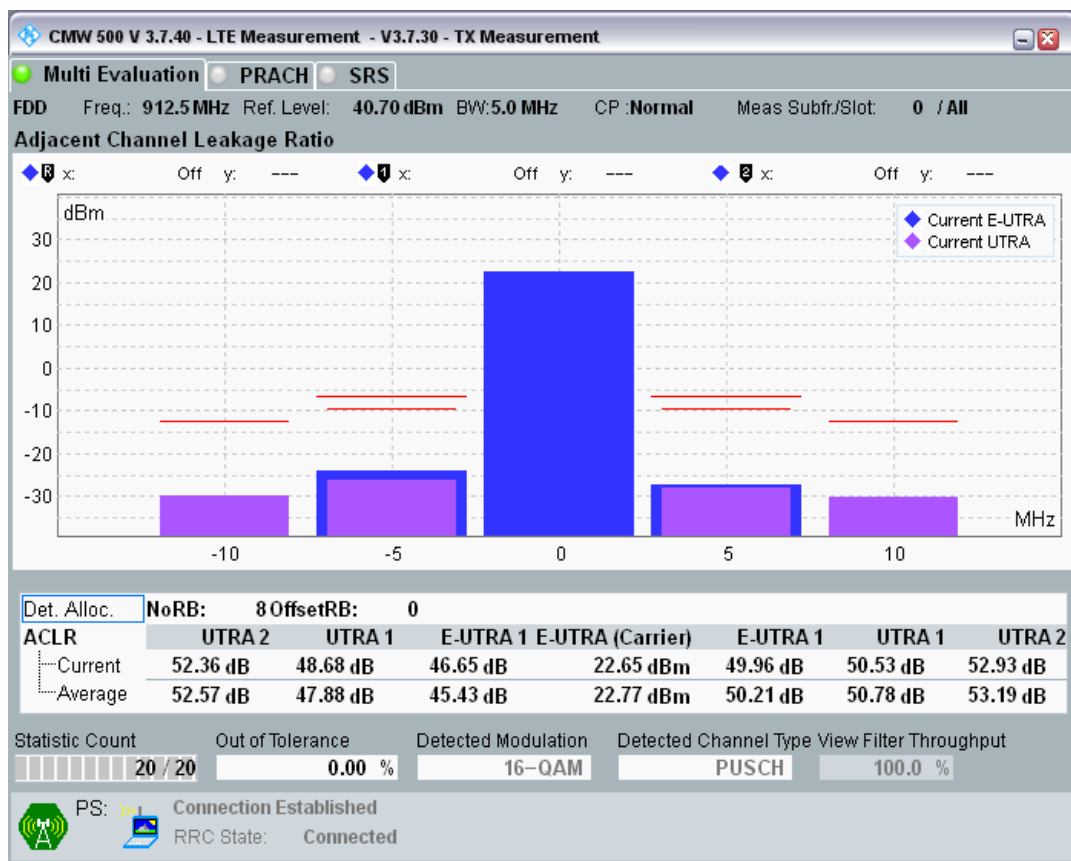 CMW 500 V 3.7.40 - LTE Measurement - V3.7.30 - TX Measurement
Multi Evaluation PRACH SRS
FDD Freq.: 912.5 MHz Ref. Level: 40.70 dBm BW:5.0 MHz CP :Normal Meas Subfr./Slot: 0 / All
Adjacent Channel Leakage Ratio
R x: Off y: --- 1 x: Off y: --- 2 x: Off y: ---
dBm
Current E-UTRA
Current UTRA
30
20
10
0
-10
-20
-30
MHz
-10 -5 0 5 10
Det. Alloc. NoRB: 8 OffsetRB: 0
ACLR UTRA 2 UTRA 1 E-UTRA 1 E-UTRA (Carrier) E-UTRA 1 UTRA 1 UTRA 2
Current 52.36 dB 48.68 dB 46.65 dB 22.65 dBm 49.96 dB 50.53 dB 52.93 dB
Average 52.57 dB 47.88 dB 45.43 dB 22.77 dBm 50.21 dB 50.78 dB 53.19 dB
Statistic Count Out of Tolerance Detected Modulation Detected Channel Type View Filter Throughput
20 / 20 0.00 % 16-QAM PUSCH 100.0 %
PS: Connection Established
RRC State: Connected